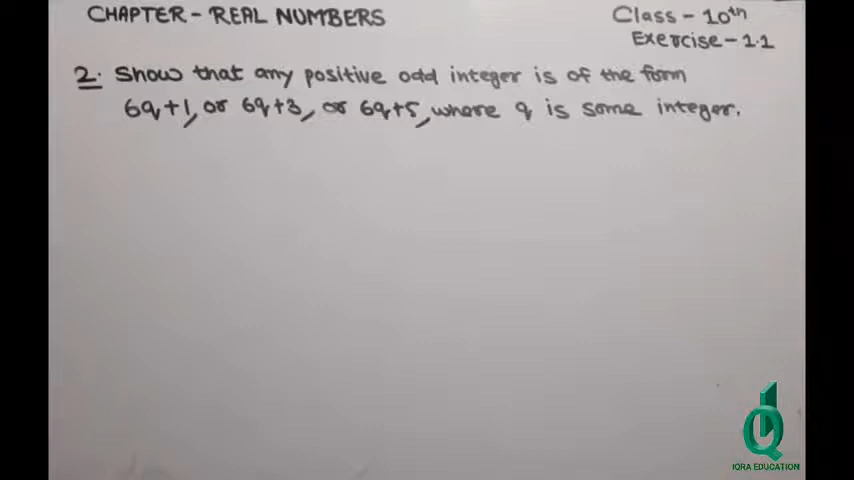 CHAPTER - REAL NUMBERS
Class - 10th
Exercise - 1.1
2. Show that any positive odd integer is of the form
6q+1, or 6q+3, or 6q+5, where q is some integer.
IQRA EDUCATION